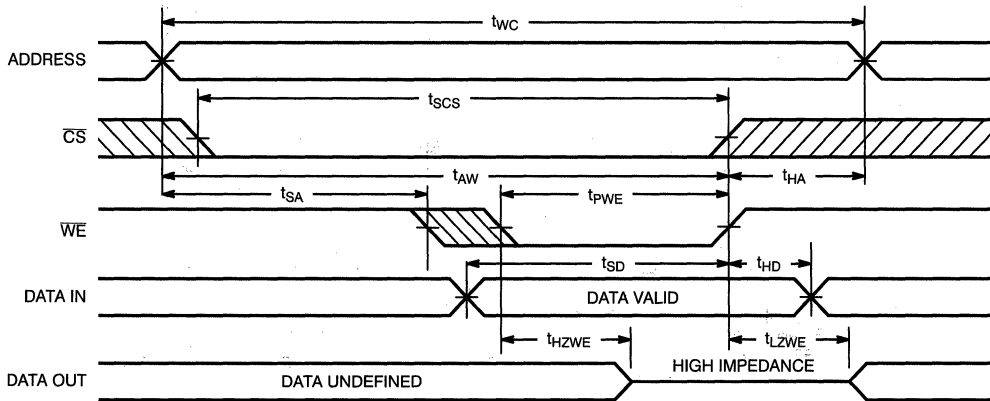 tWC
ADDRESS
tSCS
CS
tAW
tHA
tSA
tPWE
WE
tSD
tHD
DATA IN
DATA VALID
tHZWE
tLZWE
HIGH IMPEDANCE
DATA OUT
DATA UNDEFINED